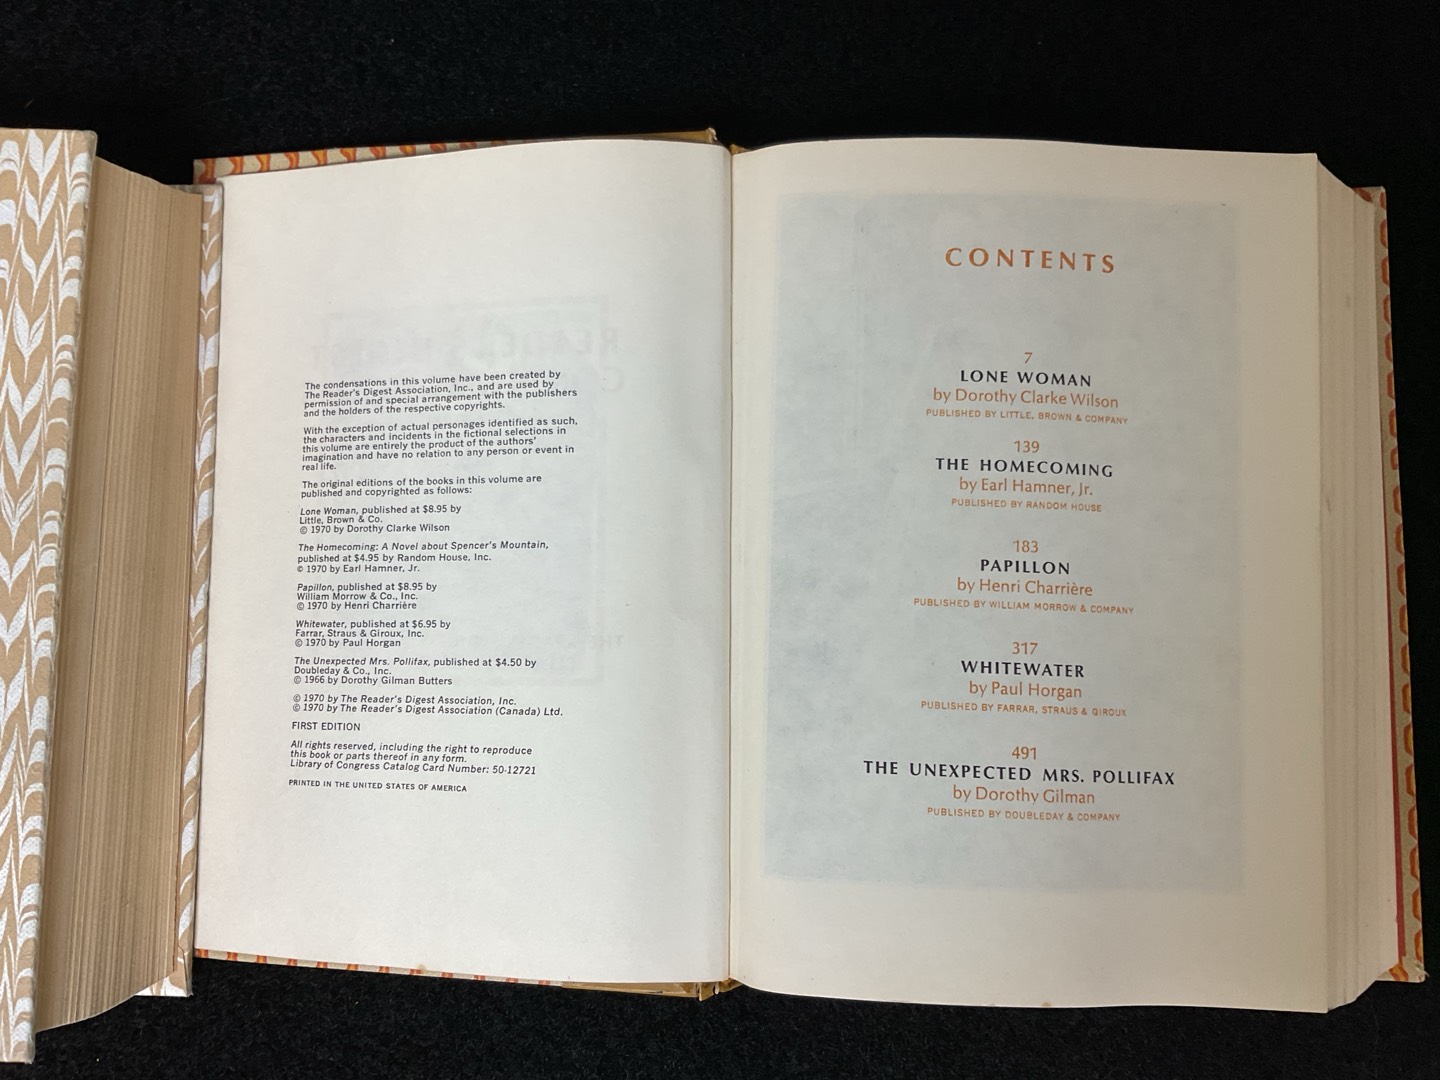 The condensations in this volume have been created by
The Reader's Digest Association, Inc., and are used by
permission of and special arrangement with the publishers
and the holders of the respective copyrights.
With the exception of actual personages identified as such,
the characters and incidents in the fictional selections in
this volume are entirely the product of the authors'
imagination and have no relation to any person or event in
real life.
The original editions of the books in this volume are
published and copyrighted as follows:
Lone Woman, published at $8.95 by
Little, Brown & Co.
© 1970 by Dorothy Clarke Wilson
The Homecoming: A Novel about Spencer's Mountain,
published at $4.95 by Random House, Inc.
© 1970 by Earl Hamner, Jr.
Papillon, published at $8.95 by
William Morrow & Co., Inc.
© 1970 by Henri Charrière
Whitewater, published at $6.95 by
Farrar, Straus & Giroux, Inc.
© 1970 by Paul Horgan
The Unexpected Mrs. Pollifax, published at $4.50 by
Doubleday & Co., Inc.
© 1966 by Dorothy Gilman Butters
© 1970 by The Reader's Digest Association, Inc.
© 1970 by The Reader's Digest Association (Canada) Ltd.
FIRST EDITION
All rights reserved, including the right to reproduce
this book or parts thereof in any form.
Library of Congress Catalog Card Number: 50-12721
PRINTED IN THE UNITED STATES OF AMERICA
CONTENTS
7
LONE WOMAN
by Dorothy Clarke Wilson
PUBLISHED BY LITTLE, BROWN & COMPANY
139
THE HOMECOMING
by Earl Hamner, Jr.
PUBLISHED BY RANDOM HOUSE
183
PAPILLON
by Henri Charrière
PUBLISHED BY WILLIAM MORROW & COMPANY
317
WHITEWATER
by Paul Horgan
PUBLISHED BY FARRAR, STRAUS & GIROUX
491
THE UNEXPECTED MRS. POLLIFAX
by Dorothy Gilman
PUBLISHED BY DOUBLEDAY & COMPANY